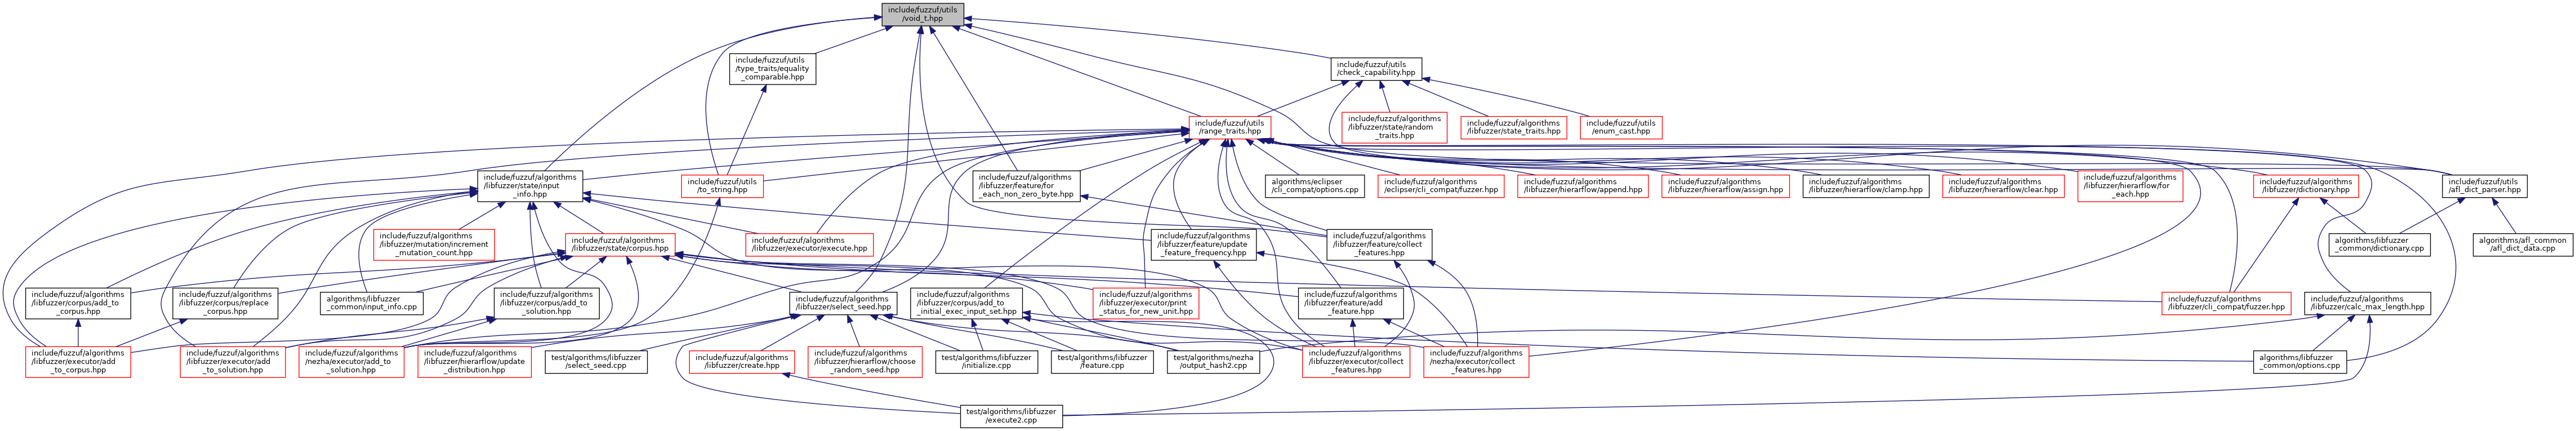 include/fuzzuf/utils
/void_t.hpp
include/fuzzuf/utils
/type_traits/equality
_comparable.hpp
include/fuzzuf/utils
/check_capability.hpp
include/fuzzuf/utils
/range_traits.hpp
include/fuzzuf/algorithms
/libfuzzer/state/random
_traits.hpp
include/fuzzuf/algorithms
/libfuzzer/state_traits.hpp
include/fuzzuf/utils
/enum_cast.hpp
include/fuzzuf/algorithms
/libfuzzer/state/input
_info.hpp
include/fuzzuf/utils
/to_string.hpp
include/fuzzuf/algorithms
/libfuzzer/feature/for
_each_non_zero_byte.hpp
algorithms/eclipser
/cli_compat/options.cpp
include/fuzzuf/algorithms
/eclipser/cli_compat/fuzzer.hpp
include/fuzzuf/algorithms
/libfuzzer/hierarflow/append.hpp
include/fuzzuf/algorithms
/libfuzzer/hierarflow/assign.hpp
include/fuzzuf/algorithms
/libfuzzer/hierarflow/clamp.hpp
include/fuzzuf/algorithms
/libfuzzer/hierarflow/clear.hpp
include/fuzzuf/algorithms
/libfuzzer/hierarflow/for
_each.hpp
include/fuzzuf/algorithms
/libfuzzer/dictionary.hpp
include/fuzzuf/utils
/afl_dict_parser.hpp
include/fuzzuf/algorithms
/libfuzzer/mutation/increment
_mutation_count.hpp
include/fuzzuf/algorithms
/libfuzzer/state/corpus.hpp
include/fuzzuf/algorithms
/libfuzzer/executor/execute.hpp
include/fuzzuf/algorithms
/libfuzzer/feature/update
_feature_frequency.hpp
include/fuzzuf/algorithms
/libfuzzer/feature/collect
_features.hpp
algorithms/libfuzzer
_common/dictionary.cpp
algorithms/afl_common
/afl_dict_data.cpp
include/fuzzuf/algorithms
/libfuzzer/corpus/add_to
_corpus.hpp
include/fuzzuf/algorithms
/libfuzzer/corpus/replace
_corpus.hpp
algorithms/libfuzzer
_common/input_info.cpp
include/fuzzuf/algorithms
/libfuzzer/corpus/add_to
_solution.hpp
include/fuzzuf/algorithms
/libfuzzer/select_seed.hpp
include/fuzzuf/algorithms
/libfuzzer/corpus/add_to
_initial_exec_input_set.hpp
include/fuzzuf/algorithms
/libfuzzer/executor/print
_status_for_new_unit.hpp
include/fuzzuf/algorithms
/libfuzzer/feature/add
_feature.hpp
include/fuzzuf/algorithms
/libfuzzer/cli_compat/fuzzer.hpp
include/fuzzuf/algorithms
/libfuzzer/calc_max_length.hpp
include/fuzzuf/algorithms
/libfuzzer/executor/add
_to_corpus.hpp
include/fuzzuf/algorithms
/libfuzzer/executor/add
_to_solution.hpp
include/fuzzuf/algorithms
/nezha/executor/add_to
_solution.hpp
include/fuzzuf/algorithms
/libfuzzer/hierarflow/update
_distribution.hpp
test/algorithms/libfuzzer
/select_seed.cpp
include/fuzzuf/algorithms
/libfuzzer/create.hpp
include/fuzzuf/algorithms
/libfuzzer/hierarflow/choose
_random_seed.hpp
test/algorithms/libfuzzer
/initialize.cpp
test/algorithms/libfuzzer
/feature.cpp
test/algorithms/nezha
/output_hash2.cpp
include/fuzzuf/algorithms
/libfuzzer/executor/collect
_features.hpp
include/fuzzuf/algorithms
/nezha/executor/collect
_features.hpp
algorithms/libfuzzer
_common/options.cpp
test/algorithms/libfuzzer
/execute2.cpp